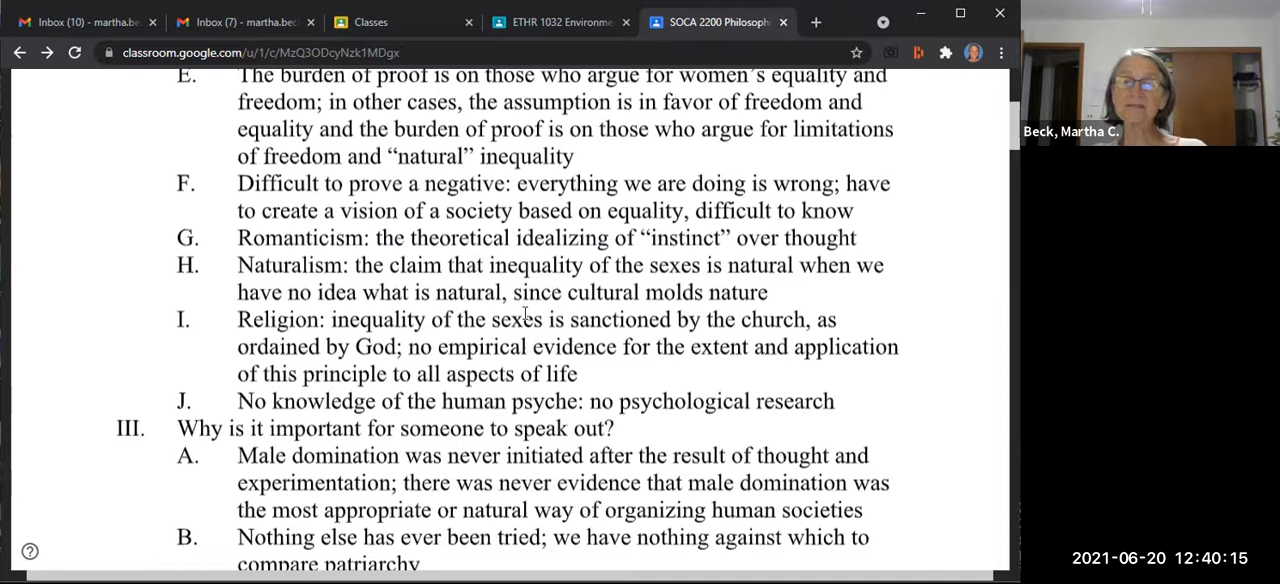 Inbox (10) - martha.be
Inbox (7) - martha.bec
Classes
ETHR 1032 Environme
SOCA 2200 Philosoph
classroom.google.com/u/1/c/MzQ3ODcyNzk1MDgx
E. The burden of proof is on those who argue for women's equality and
freedom; in other cases, the assumption is in favor of freedom and
equality and the burden of proof is on those who argue for limitations
of freedom and “natural” inequality
F. Difficult to prove a negative: everything we are doing is wrong; have
to create a vision of a society based on equality, difficult to know
G. Romanticism: the theoretical idealizing of “instinct” over thought
H. Naturalism: the claim that inequality of the sexes is natural when we
have no idea what is natural, since cultural molds nature
I. Religion: inequality of the sexes is sanctioned by the church, as
ordained by God; no empirical evidence for the extent and application
of this principle to all aspects of life
J. No knowledge of the human psyche: no psychological research
III. Why is it important for someone to speak out?
A. Male domination was never initiated after the result of thought and
experimentation; there was never evidence that male domination was
the most appropriate or natural way of organizing human societies
B. Nothing else has ever been tried; we have nothing against which to
compare patriarchy
Beck, Martha C.
2021-06-20 12:40:15